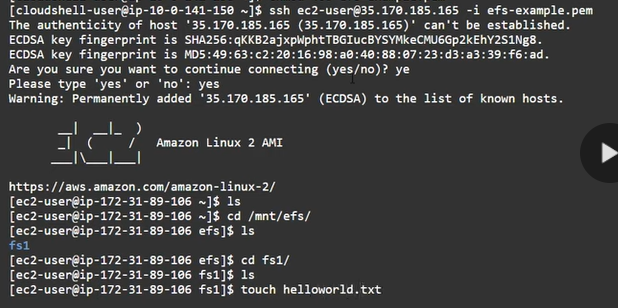 [cloudshell-user@ip-10-0-141-150 ~]$ ssh ec2-user@35.170.185.165 -i efs-example.pem
The authenticity of host '35.170.185.165 (35.170.185.165)' can't be established.
ECDSA key fingerprint is SHA256:qKKB2ajxpWphtTBGIucBYSYMkeCMU6Gp2kEhY2S1Ng8.
ECDSA key fingerprint is MD5:49:63:c2:20:16:98:a0:40:88:07:23:d3:a3:39:f6:ad.
Are you sure you want to continue connecting (yes/no)? ye
Please type 'yes' or 'no': yes
Warning: Permanently added '35.170.185.165' (ECDSA) to the list of known hosts.
       __|  __|_  )
       _|  (     /   Amazon Linux 2 AMI
      ___|\___|___|
https://aws.amazon.com/amazon-linux-2/
[ec2-user@ip-172-31-89-106 ~]$ ls
[ec2-user@ip-172-31-89-106 ~]$ cd /mnt/efs/
[ec2-user@ip-172-31-89-106 efs]$ ls
fs1
[ec2-user@ip-172-31-89-106 efs]$ cd fs1/
[ec2-user@ip-172-31-89-106 fs1]$ ls
[ec2-user@ip-172-31-89-106 fs1]$ touch helloworld.txt